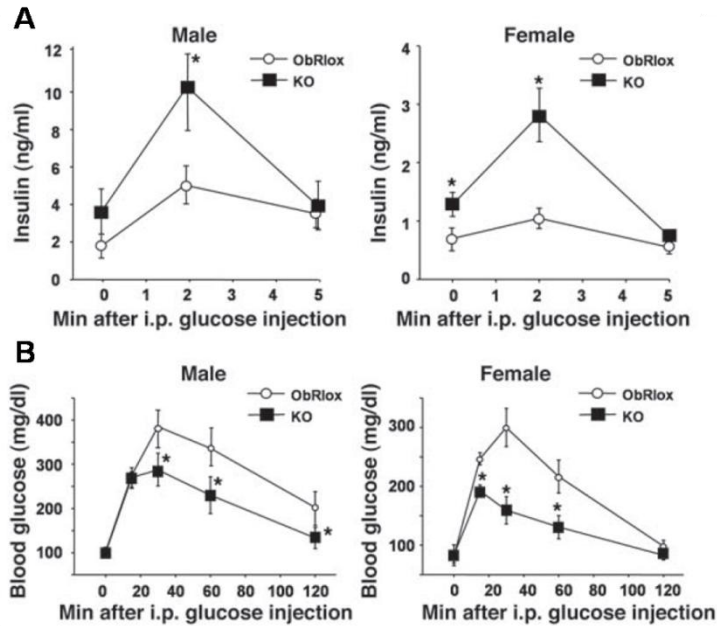 A
Male
Female
ObRlox
KO
ObRlox
KO
Insulin (ng/ml)
12
10
8
6
4
2
0
Insulin (ng/ml)
4
3
2
1
0
*
*
*
0 1 2 3 4 5
0 1 2 3 4 5
Min after i.p. glucose injection
Min after i.p. glucose injection
B
Male
Female
ObRlox
KO
ObRlox
KO
Blood glucose (mg/dl)
400
300
200
100
Blood glucose (mg/dl)
300
200
100
*
*
*
*
*
*
0 20 40 60 80 100 120
0 20 40 60 80 100 120
Min after i.p. glucose injection
Min after i.p. glucose injection